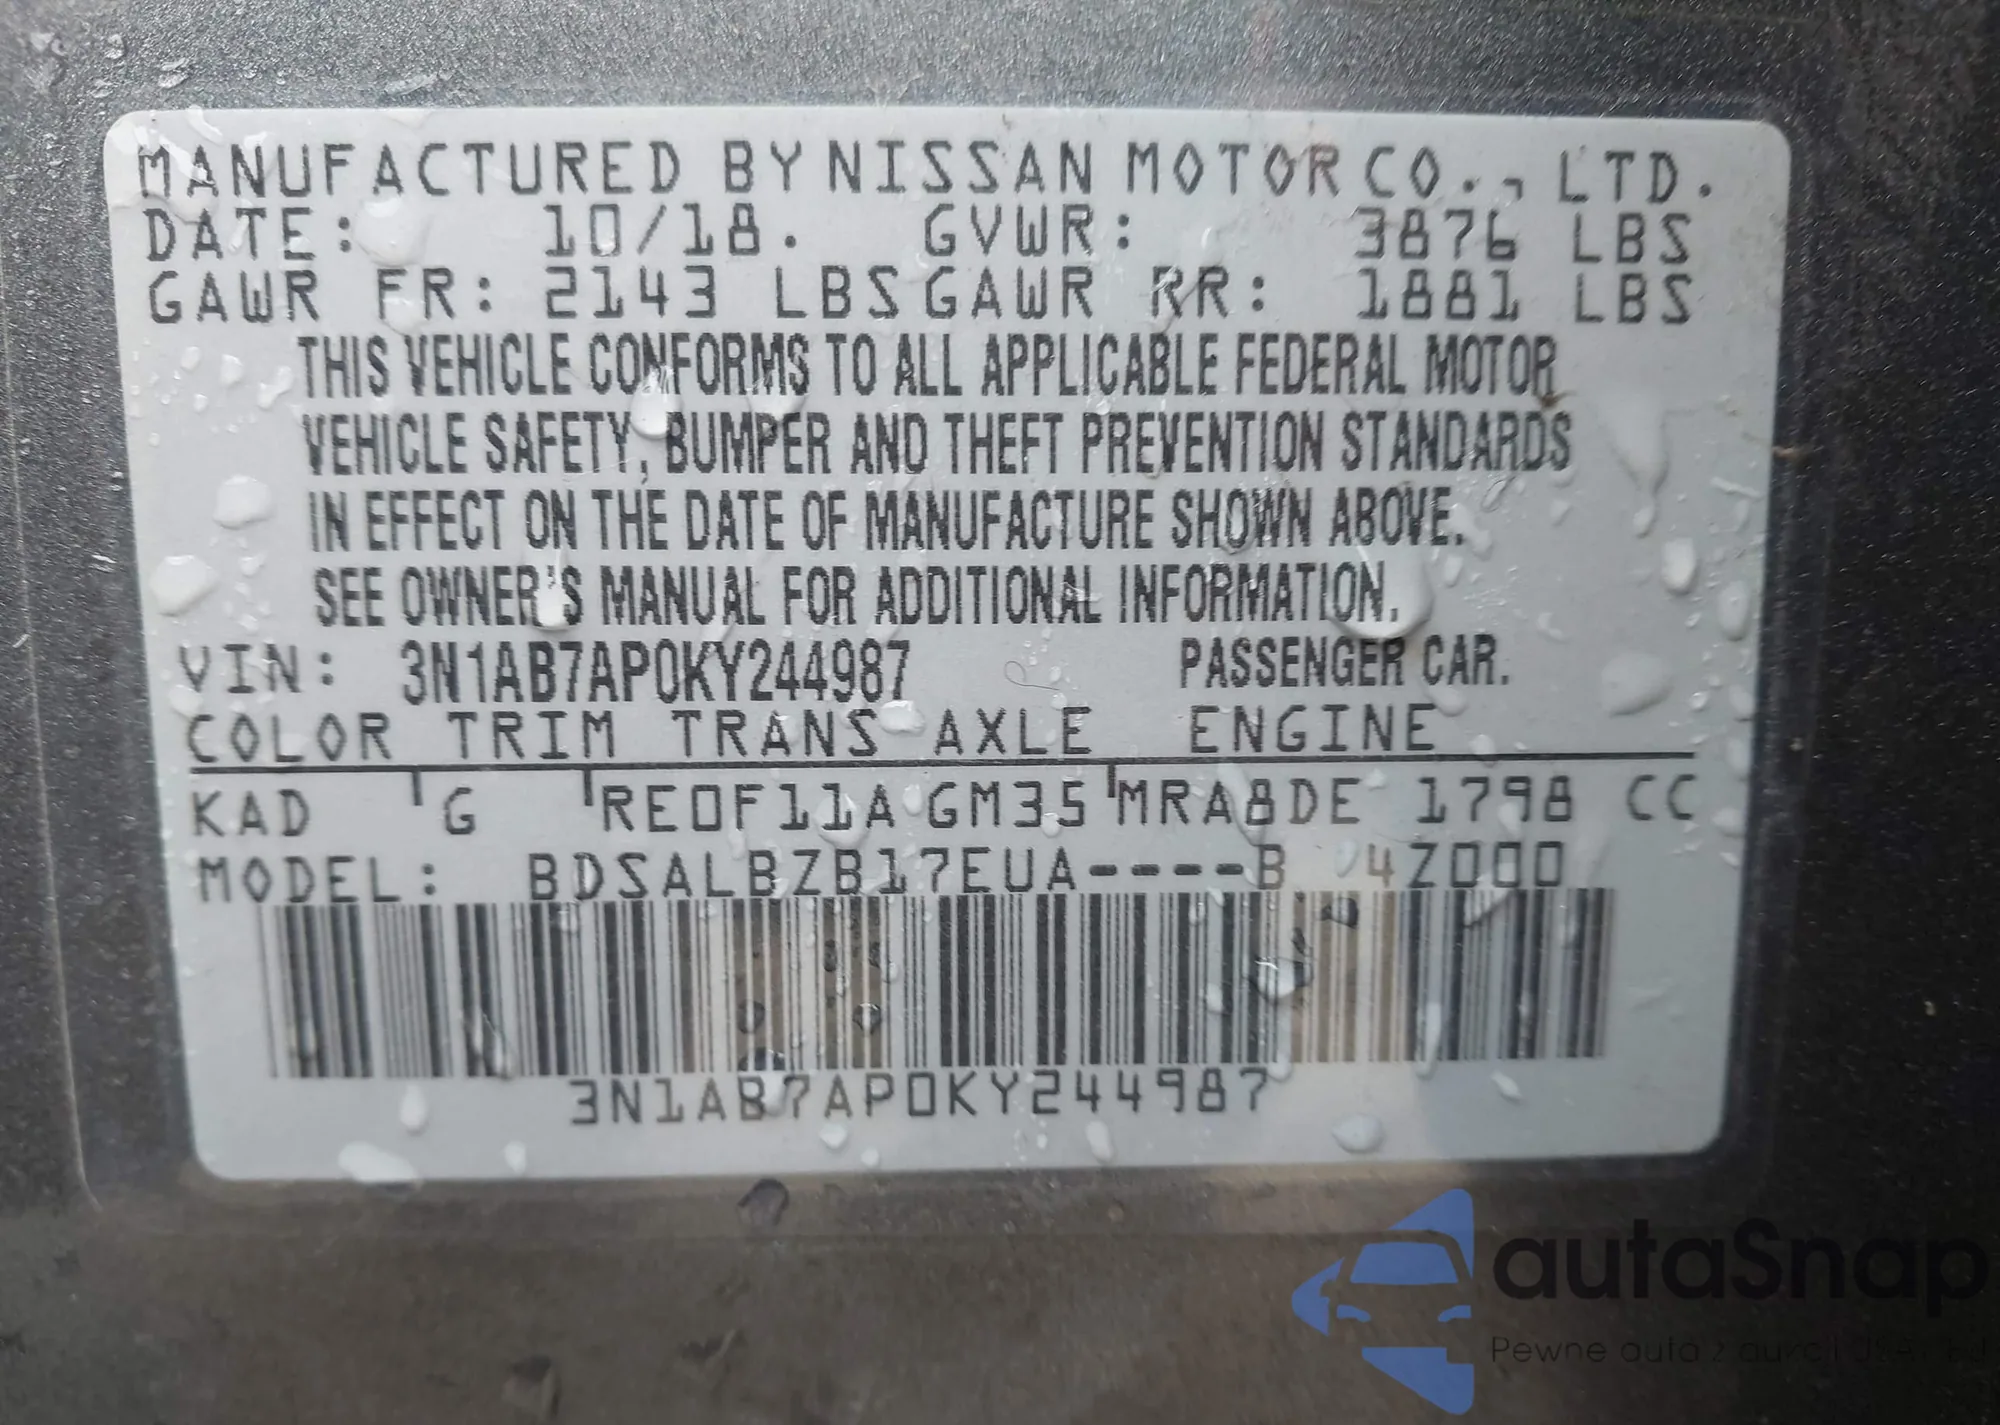 MANUFACTURED BY NISSAN MOTOR CO., LTD.
DATE: 10/18. GVWR: 3876 LBS
GAWR FR: 2143 LBS GAWR RR: 1881 LBS
THIS VEHICLE CONFORMS TO ALL APPLICABLE FEDERAL MOTOR
VEHICLE SAFETY, BUMPER AND THEFT PREVENTION STANDARDS
IN EFFECT ON THE DATE OF MANUFACTURE SHOWN ABOVE.
SEE OWNER'S MANUAL FOR ADDITIONAL INFORMATION.
VIN: 3N1AB7AP0KY244987 PASSENGER CAR.
COLOR TRIM TRANS AXLE ENGINE
KAD G RE0F11A GM35 MRA8DE 1798 CC
MODEL: BDSALBZB17EUA----B 4Z000
3N1AB7AP0KY244987
autaSnap
Pewne auta z aukcji